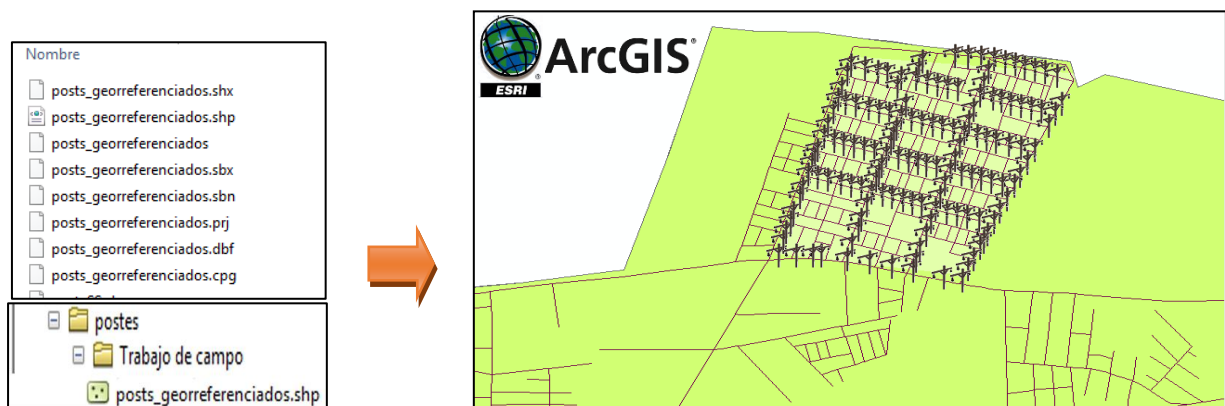 Nombre
posts_georreferenciados.shx
posts_georreferenciados.shp
posts_georreferenciados
posts_georreferenciados.sbx
posts_georreferenciados.sbn
posts_georreferenciados.prj
posts_georreferenciados.dbf
posts_georreferenciados.cpg
postes
Trabajo de campo
posts_georreferenciados.shp
ArcGIS®
ESRI